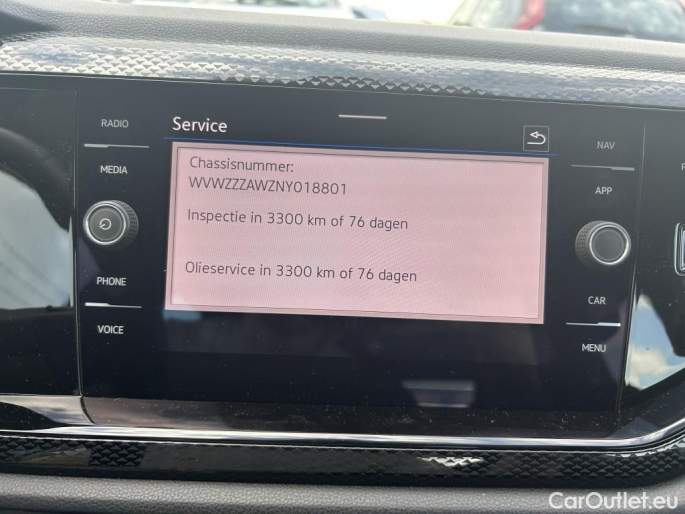 RADIO
MEDIA
PHONE
VOICE
Service
Chassisnummer:
WVWZZZAWZNY018801
Inspectie in 3300 km of 76 dagen
Olieservice in 3300 km of 76 dagen
NAV
APP
CAR
MENU
CarOutlet.eu